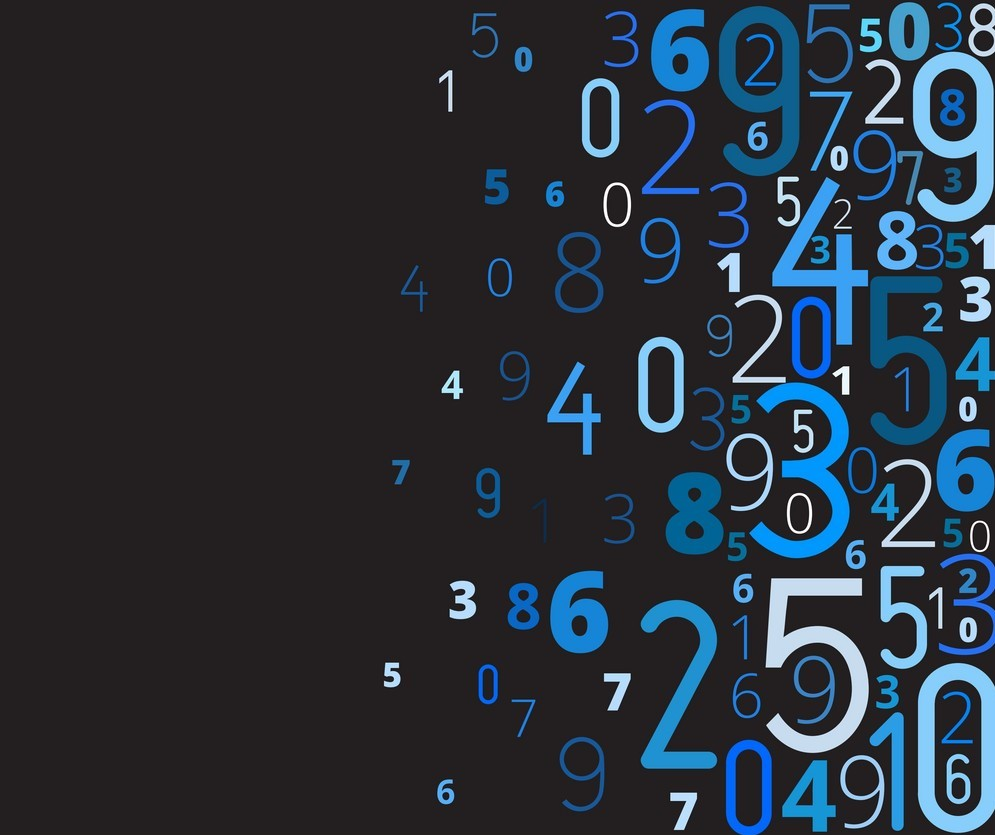 5 0 3 6 9 2 5 5 0 3 8
1 0 2 6 7 0 2 9 8
5 6 0 3 5 4 2 9 7 3
4 0 8 9 1 3 8 3 5 1
9 2 0 5 2 3
4 9 4 0 3 5 1 1 4 0
7 9 1 3 8 9 3 5 0 0 4 2 6
5 6 5 0
3 8 6 2 6 1 5 5 1 3 2 0
5 0 7 7 6 9 3 1 0 2
6 9 7 0 4 9 6